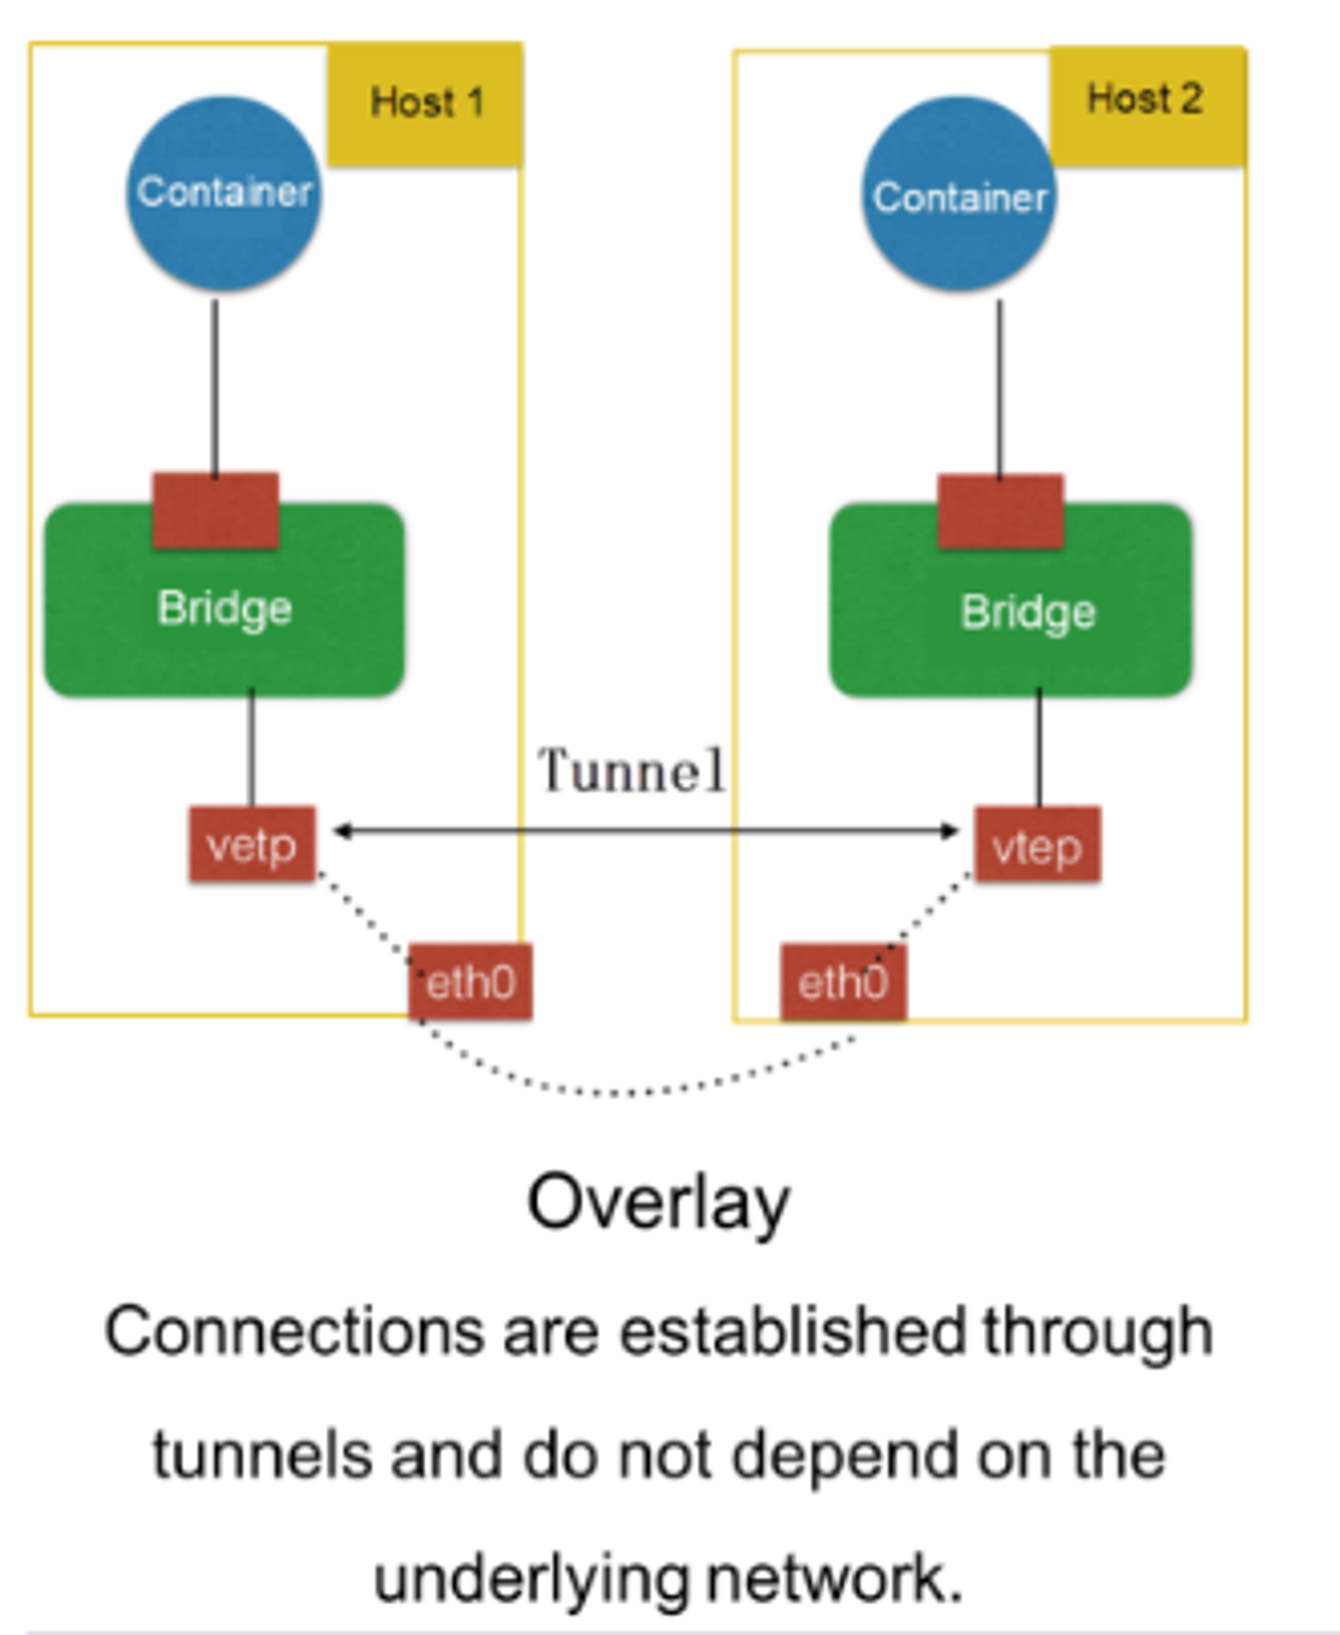 Host 1
Host 2
Container
Container
Bridge
Bridge
Tunnel
vetp
vtep
eth0
eth0
Overlay
Connections are established through
tunnels and do not depend on the
underlying network.